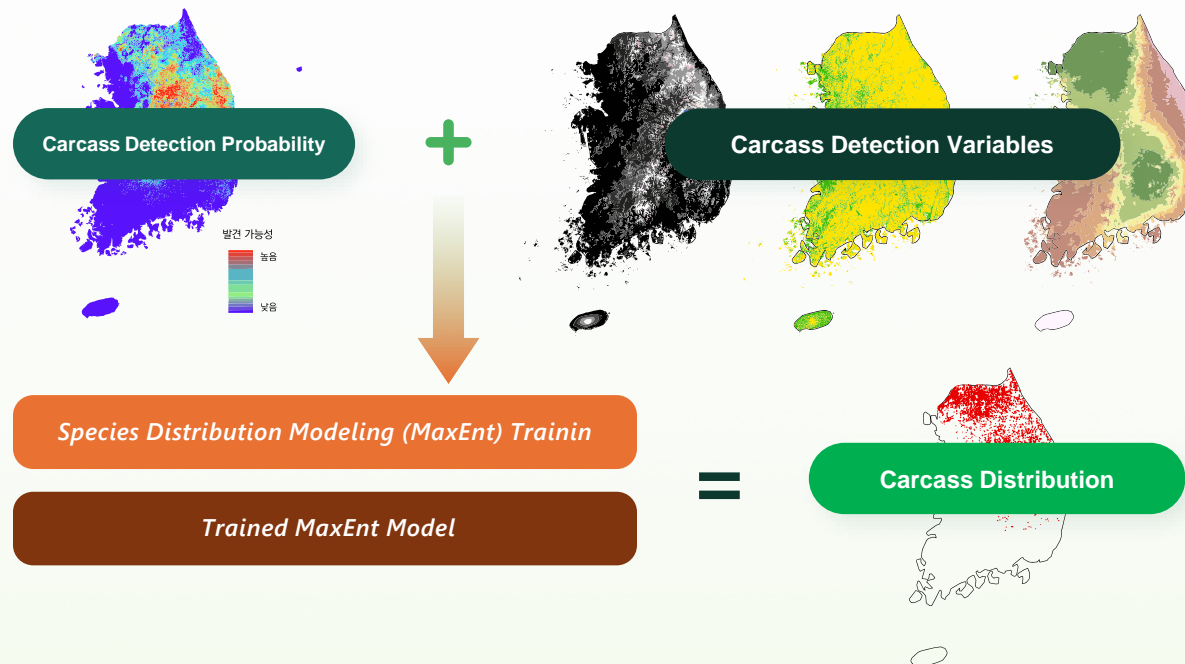 Carcass Detection Probability
Carcass Detection Variables
발견 가능성
높음
낮음
Species Distribution Modeling (MaxEnt) Trainin
Trained MaxEnt Model
Carcass Distribution